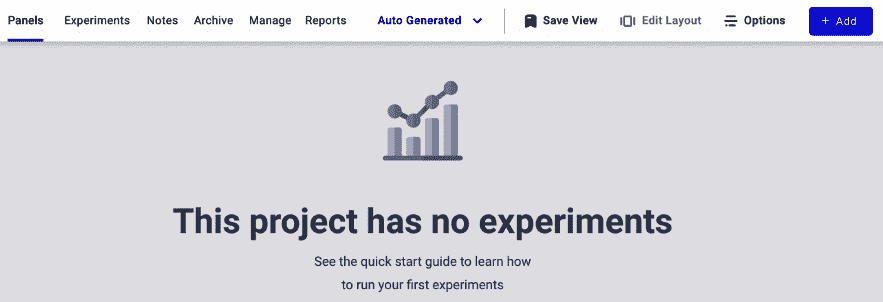 Panels Experiments Notes Archive Manage Reports Auto Generated Save View Edit Layout Options + Add
This project has no experiments
See the quick start guide to learn how
to run your first experiments